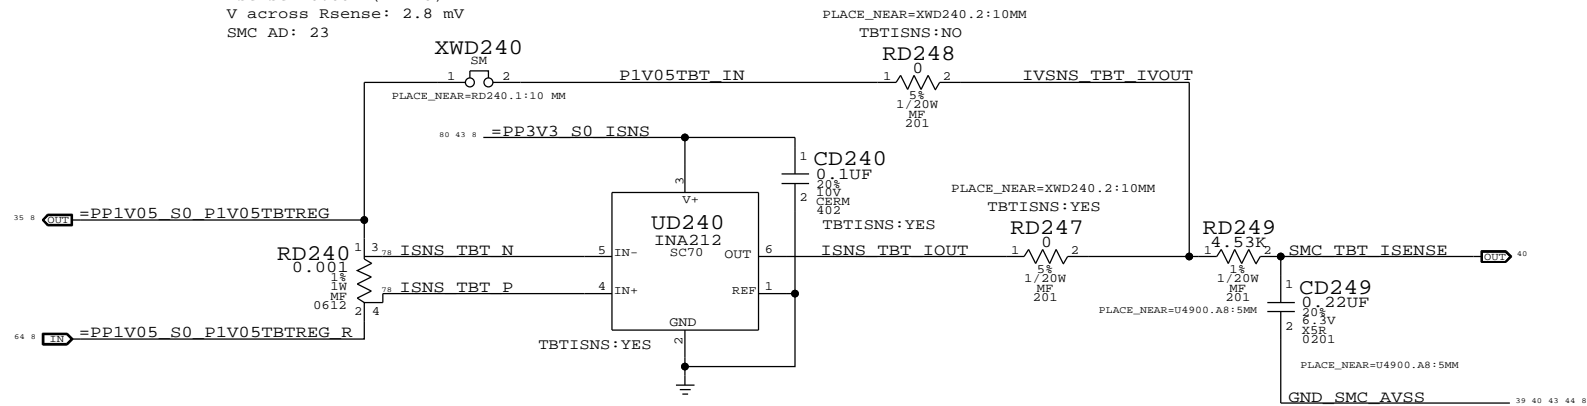 V across Rsense: 2.8 mV
SMC AD: 23
PLACE_NEAR=XWD240.2:10MM
TBTISNS:NO
XWD240
SM
1 2
PLACE_NEAR=RD240.1:10 MM
P1V05TBT_IN
RD248
0
1 2
5%
1/20W
MF
201
IVSNS_TBT_IVOUT
80 43 8 =PP3V3_S0_ISNS
CD240
1
0.1UF
20%
10V
2 CERM
402
TBTISNS:YES
35 8 OUT =PP1V05_S0_P1V05TBTREG
RD240
0.001
1%
1W
MF
0612
1 3
2 4
78 ISNS_TBT_N
78 ISNS_TBT_P
64 8 IN =PP1V05_S0_P1V05TBTREG_R
3
V+
UD240
INA212
SC70
5 IN-
4 IN+
OUT 6
REF 1
GND
2
TBTISNS:YES
ISNS_TBT_IOUT
PLACE_NEAR=XWD240.2:10MM
TBTISNS:YES
RD247
0
1 2
5%
1/20W
MF
201
RD249
4.53K
1 2
1%
1/20W
MF
201
PLACE_NEAR=U4900.A8:5MM
SMC_TBT_ISENSE OUT 40
CD249
1
0.22UF
20%
6.3V
2 X5R
0201
PLACE_NEAR=U4900.A8:5MM
GND_SMC_AVSS 39 40 43 44 8